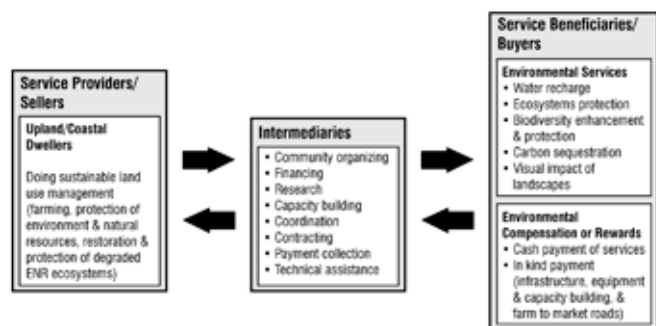 Service Providers/
Sellers
Upland/Coastal
Dwellers
Doing sustainable land
use management
(farming, protection of
environment & natural
resources, restoration &
protection of degraded
ENR ecosystems)
Intermediaries
• Community organizing
• Financing
• Research
• Capacity building
• Coordination
• Contracting
• Payment collection
• Technical assistance
Service Beneficiaries/
Buyers
Environmental Services
• Water recharge
• Ecosystems protection
• Biodiversity enhancement
& protection
• Carbon sequestration
• Visual impact of
landscapes
Environmental
Compensation or Rewards
• Cash payment of services
• In kind payment
(infrastructure, equipment
& capacity building, &
farm to market roads)